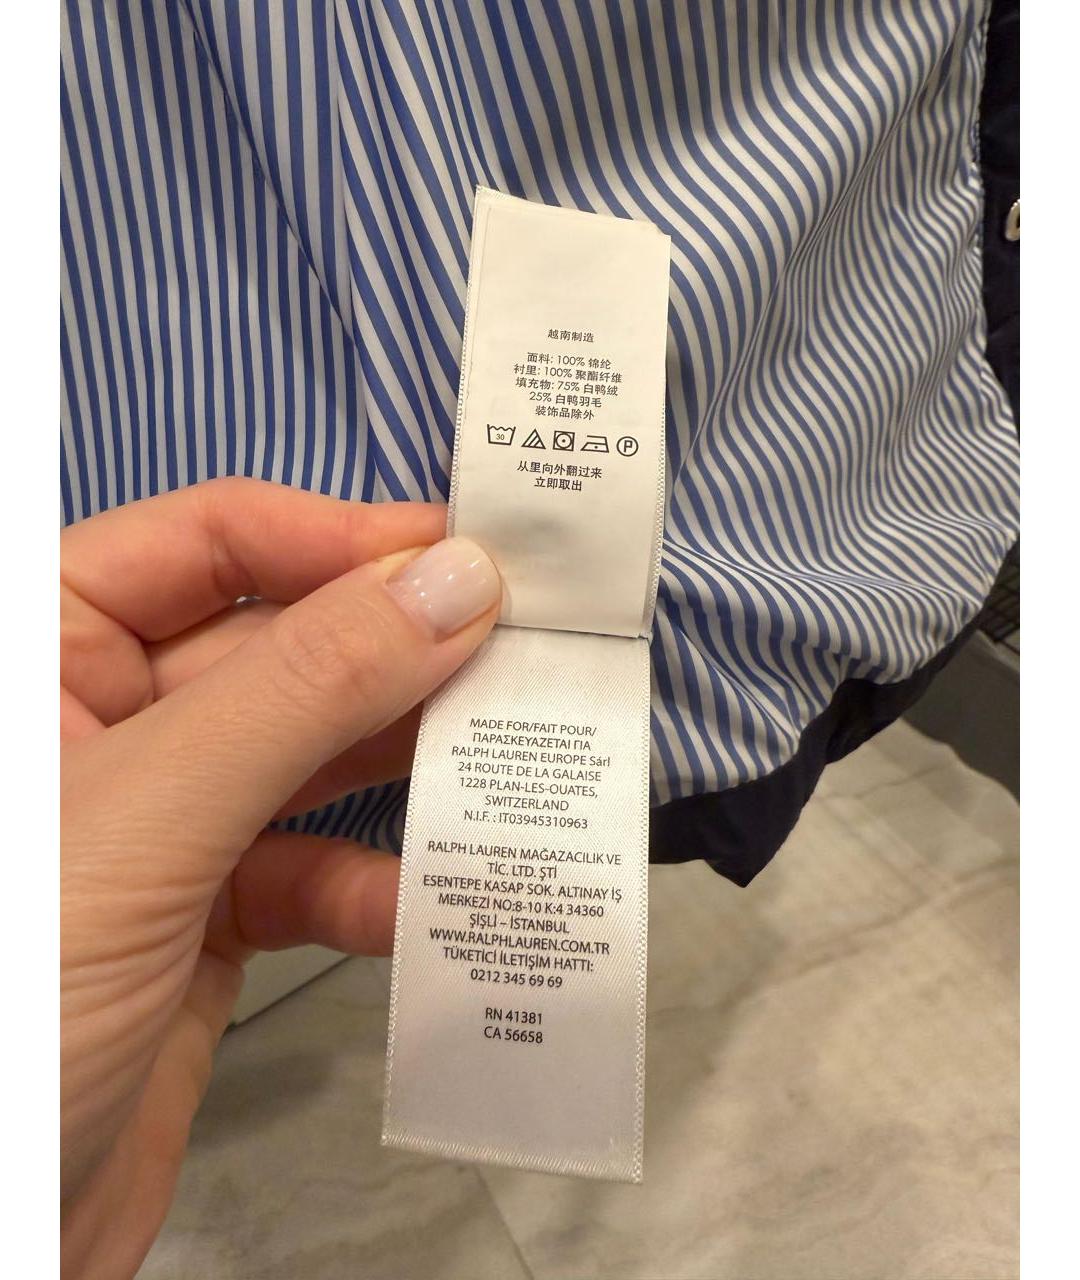 越南制造
面料: 100% 锦纶
衬里: 100% 聚酯纤维
填充物: 75% 白鸭绒
25% 白鸭羽毛
装饰品除外
30 P
从里向外翻过来
立即取出
MADE FOR/FAIT POUR/
ΠΑΡΑΣΚΕΥΑΖΕΤΑΙ ΓΙΑ
RALPH LAUREN EUROPE Sárl
24 ROUTE DE LA GALAISE
1228 PLAN-LES-OUATES,
SWITZERLAND
N.I.F. : IT03945310963
RALPH LAUREN MAĞAZACILIK VE
TİC. LTD. ŞTİ
ESENTEPE KASAP SOK. ALTINAY İŞ
MERKEZİ NO:8-10 K:4 34360
ŞİŞLİ – İSTANBUL
WWW.RALPHLAUREN.COM.TR
TÜKETİCİ İLETİŞİM HATTI:
0212 345 69 69
RN 41381
CA 56658